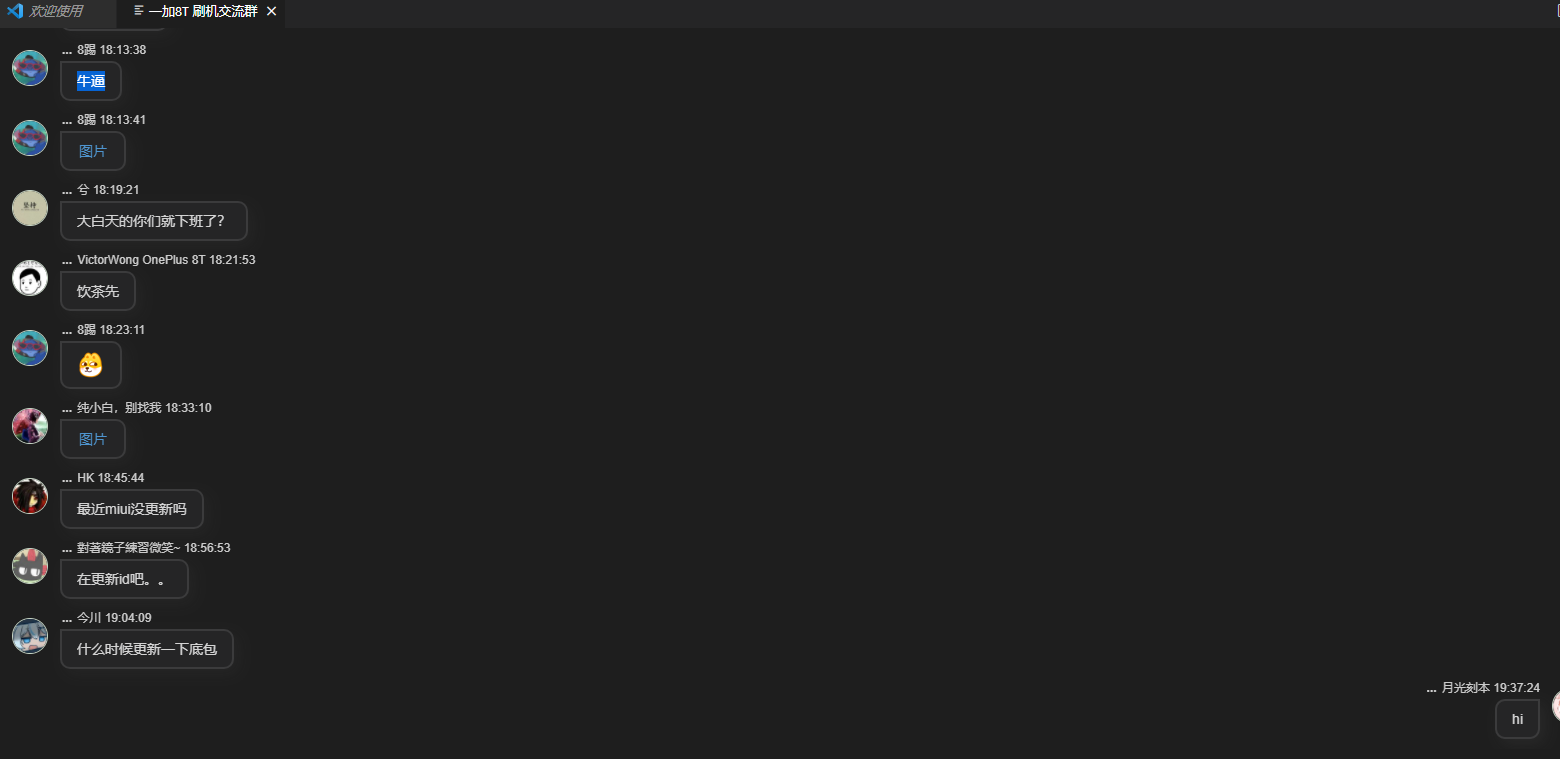 欢迎使用 一加8T 刷机交流群
... 8踢 18:13:38
牛逼
... 8踢 18:13:41
图片
... 兮 18:19:21
大白天的你们就下班了?
... VictorWong OnePlus 8T 18:21:53
饮茶先
... 8踢 18:23:11
... 纯小白，别找我 18:33:10
图片
... HK 18:45:44
最近miui没更新吗
... 對著鏡子練習微笑~ 18:56:53
在更新id吧。。
... 今川 19:04:09
什么时候更新一下底包
... 月光刻本 19:37:24
hi